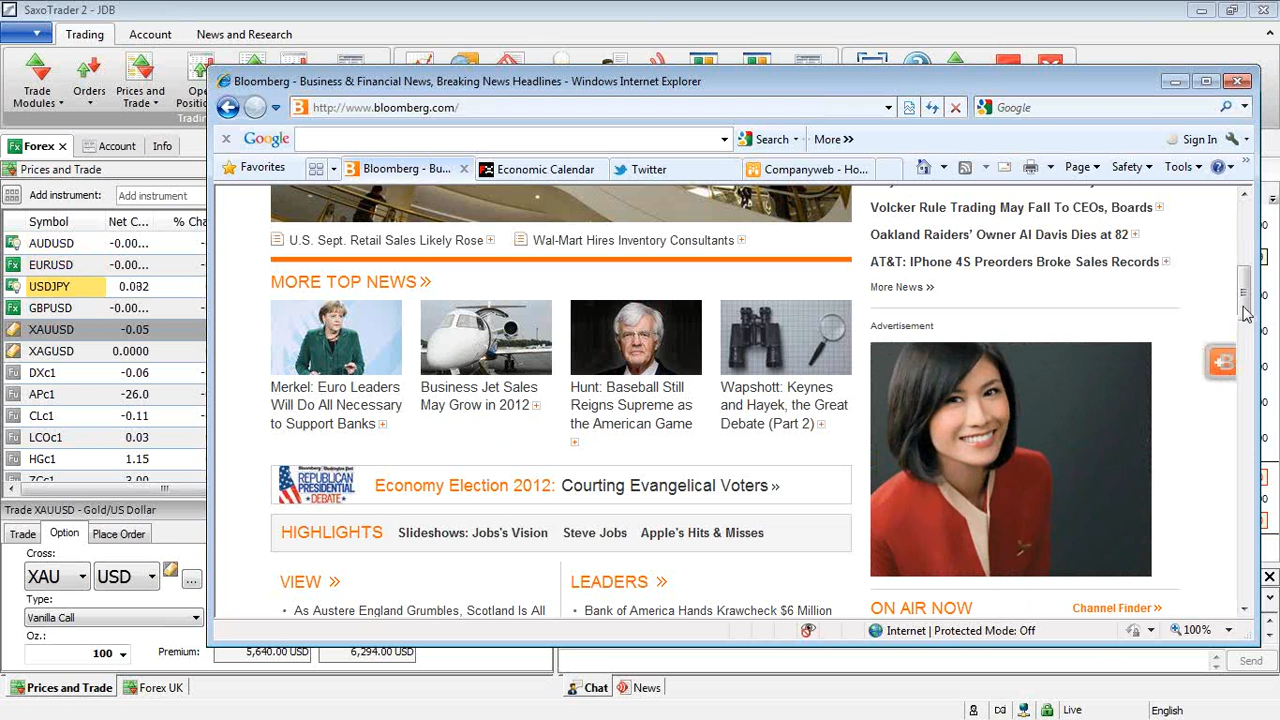 SaxoTrader 2 - JDB
Trading
Account
News and Research
Trade Modules
Orders
Prices and Trade
Forex
Account
Info
Prices and Trade
Add instrument:
Add instrument
Symbol
Net C...
AUDUSD -0.00...
EURUSD -0.00...
USDJPY 0.082
GBPUSD -0.00...
XAUUSD -0.05
XAGUSD 0.0000
DXc1 -0.06
APc1 -26.0
CLc1 -0.11
LCOc1 0.03
HGc1 1.15
Trade XAUUSD - Gold/US Dollar
Trade
Option
Place Order
Cross:
XAU
USD
...
Type:
Vanilla Call
Oz.:
100
Premium:
5,640.00 USD
6,294.00 USD
Prices and Trade
Forex UK
Bloomberg - Business & Financial News, Breaking News Headlines - Windows Internet Explorer
http://www.bloomberg.com/
Google
Google
Search
More »
Sign In
Favorites
Bloomberg - Bu...
Economic Calendar
Twitter
Companyweb - Ho...
Page
Safety
Tools
U.S. Sept. Retail Sales Likely Rose
Wal-Mart Hires Inventory Consultants
MORE TOP NEWS »
Merkel: Euro Leaders
Will Do All Necessary
to Support Banks
Business Jet Sales
May Grow in 2012
Hunt: Baseball Still
Reigns Supreme as
the American Game
Wapshott: Keynes
and Hayek, the Great
Debate (Part 2)
REPUBLICAN
PRESIDENTIAL
DEBATE
Economy Election 2012: Courting Evangelical Voters »
HIGHLIGHTS
Slideshows: Jobs's Vision
Steve Jobs
Apple's Hits & Misses
VIEW »
As Austere England Grumbles, Scotland Is All
LEADERS »
Bank of America Hands Krawcheck $6 Million
Volcker Rule Trading May Fall To CEOs, Boards
Oakland Raiders' Owner Al Davis Dies at 82
AT&T: IPhone 4S Preorders Broke Sales Records
More News »
Advertisement
ON AIR NOW
Channel Finder »
Internet | Protected Mode: Off
100%
Send
Chat
News
Live
English